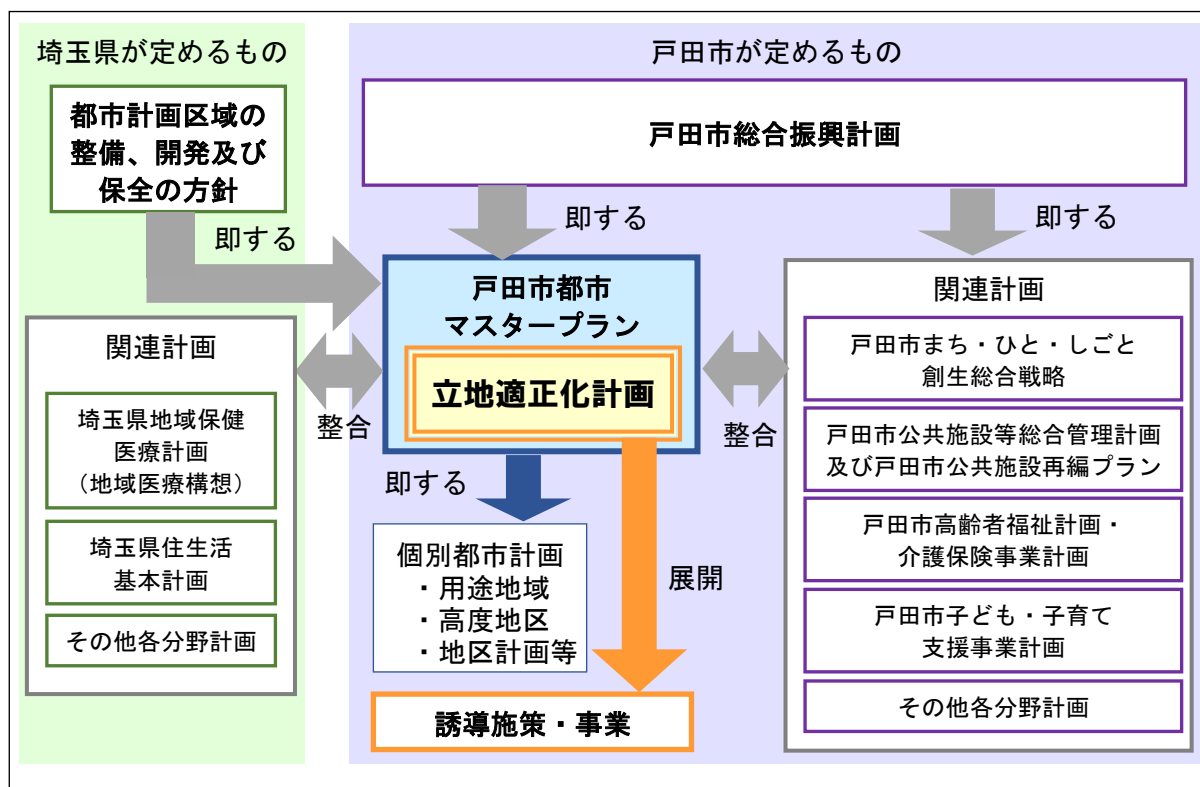 埼玉県が定めるもの
都市計画区域の
整備、開発及び
保全の方針
即する
関連計画
埼玉県地域保健
医療計画
（地域医療構想）
埼玉県住生活
基本計画
その他各分野計画
整合
戸田市が定めるもの
戸田市総合振興計画
即する
即する
戸田市都市
マスタープラン
立地適正化計画
整合
即する
個別都市計画
・用途地域
・高度地区
・地区計画等
展開
誘導施策・事業
関連計画
戸田市まち・ひと・しごと
創生総合戦略
戸田市公共施設等総合管理計画
及び戸田市公共施設再編プラン
戸田市高齢者福祉計画・
介護保険事業計画
戸田市子ども・子育て
支援事業計画
その他各分野計画